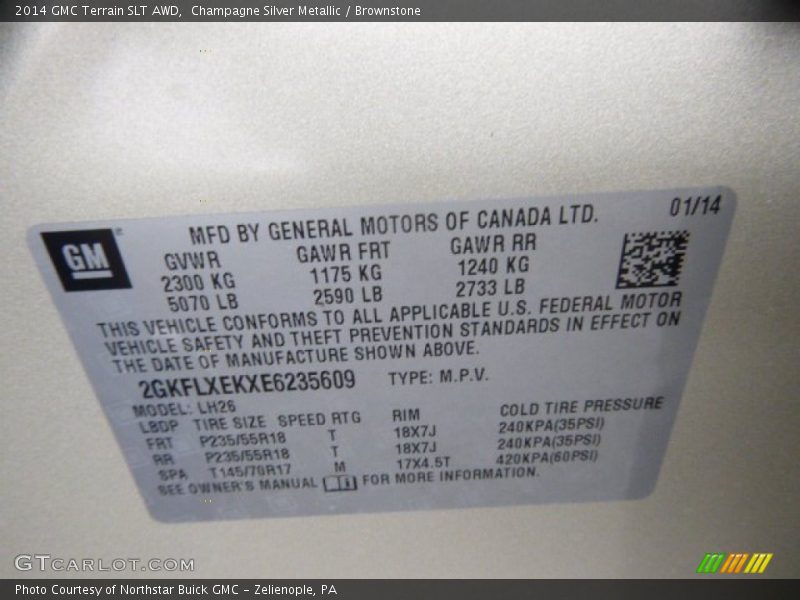 2014 GMC Terrain SLT AWD,  Champagne Silver Metallic / Brownstone
01/14
GM
MFD BY GENERAL MOTORS OF CANADA LTD.
GVWR GAWR FRT GAWR RR
2300 KG 1175 KG 1240 KG
5070 LB 2590 LB 2733 LB
THIS VEHICLE CONFORMS TO ALL APPLICABLE U.S. FEDERAL MOTOR
VEHICLE SAFETY AND THEFT PREVENTION STANDARDS IN EFFECT ON
THE DATE OF MANUFACTURE SHOWN ABOVE.
2GKFLXEKXE6235609 TYPE: M.P.V.
MODEL: LH26
LBDP TIRE SIZE SPEED RTG RIM COLD TIRE PRESSURE
FRT P235/55R18 T 18X7J 240KPA(35PSI)
RR P235/55R18 T 18X7J 240KPA(35PSI)
SPA T145/70R17 M 17X4.5T 420KPA(60PSI)
SEE OWNER'S MANUAL FOR MORE INFORMATION.
GTCARLOT.COM
Photo Courtesy of Northstar Buick GMC - Zelienople, PA